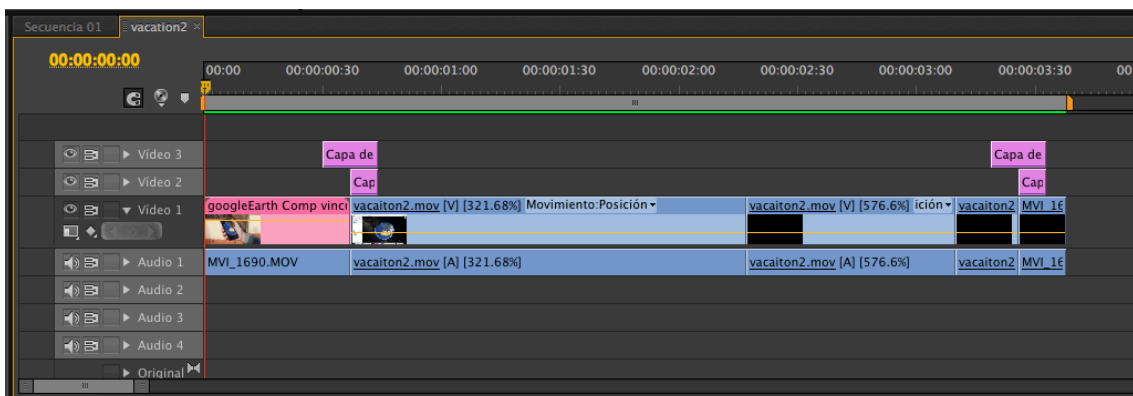 Secuencia 01 vacation2 ×
00:00:00:00
00:00 00:00:00:30 00:00:01:00 00:00:01:30 00:00:02:00 00:00:02:30 00:00:03:00 00:00:03:30 00
Vídeo 3 Capa de Capa de
Vídeo 2 Cap Cap
Vídeo 1 googleEarth Comp vincu vacaiton2.mov [V] [321.68%] Movimiento:Posición vacaiton2.mov [V] [576.6%] ición vacaiton2 MVI_16
Audio 1 MVI_1690.MOV vacaiton2.mov [A] [321.68%] vacaiton2.mov [A] [576.6%] vacaiton2 MVI_16
Audio 2
Audio 3
Audio 4
Original